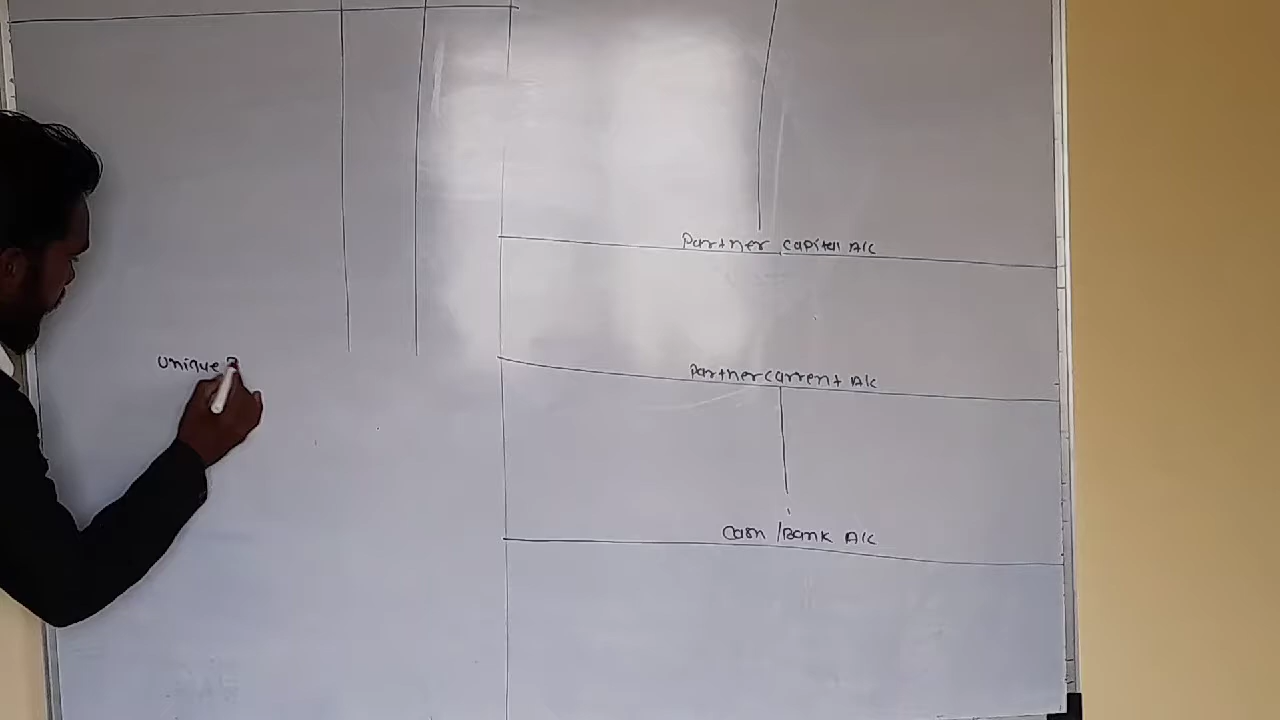 Unique
Partner capital A/C
Partner current A/C
Cash /Bank A/C